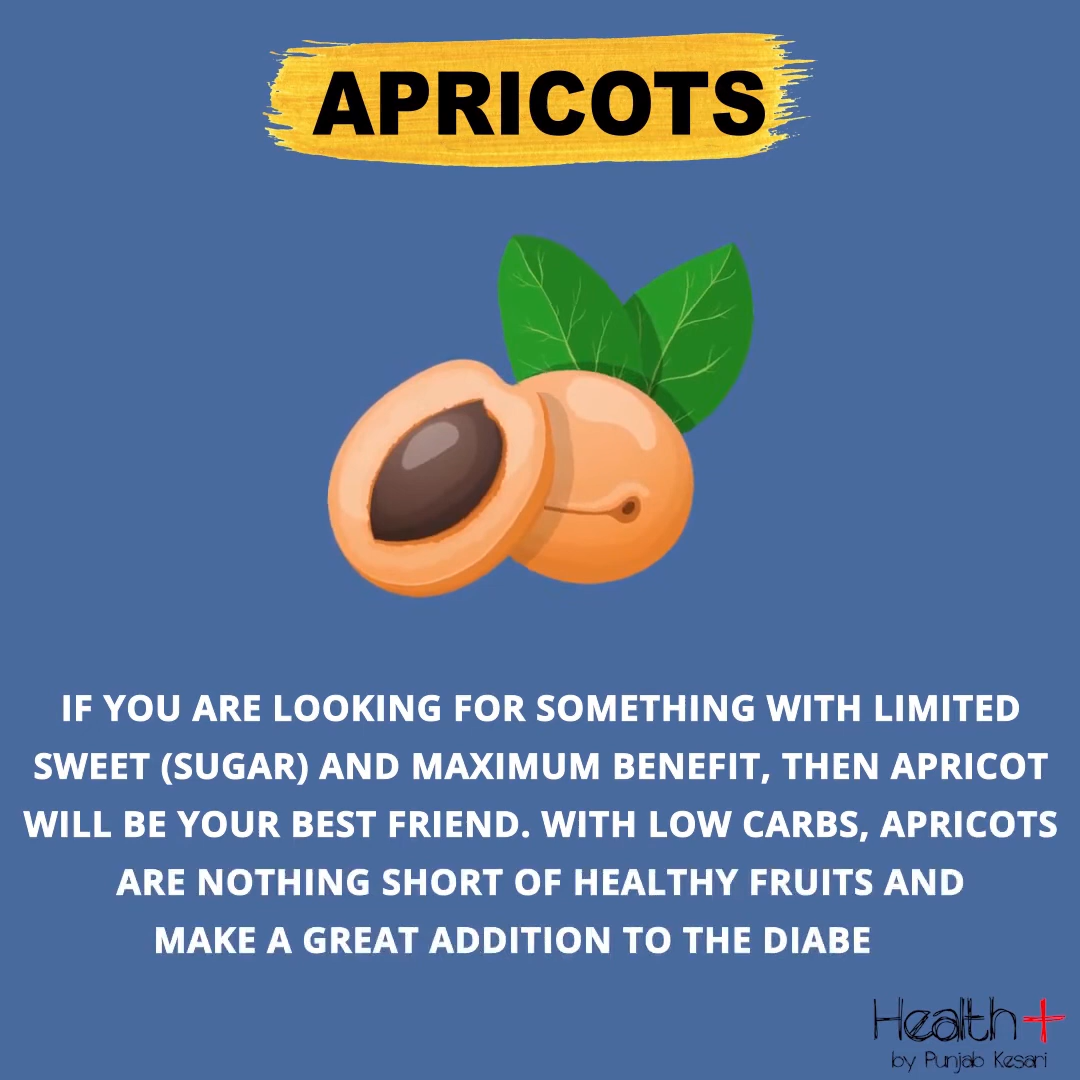 APRICOTS
IF YOU ARE LOOKING FOR SOMETHING WITH LIMITED
SWEET (SUGAR) AND MAXIMUM BENEFIT, THEN APRICOT
WILL BE YOUR BEST FRIEND. WITH LOW CARBS, APRICOTS
ARE NOTHING SHORT OF HEALTHY FRUITS AND
MAKE A GREAT ADDITION TO THE DIABE
Health+
by Punjab Kesari